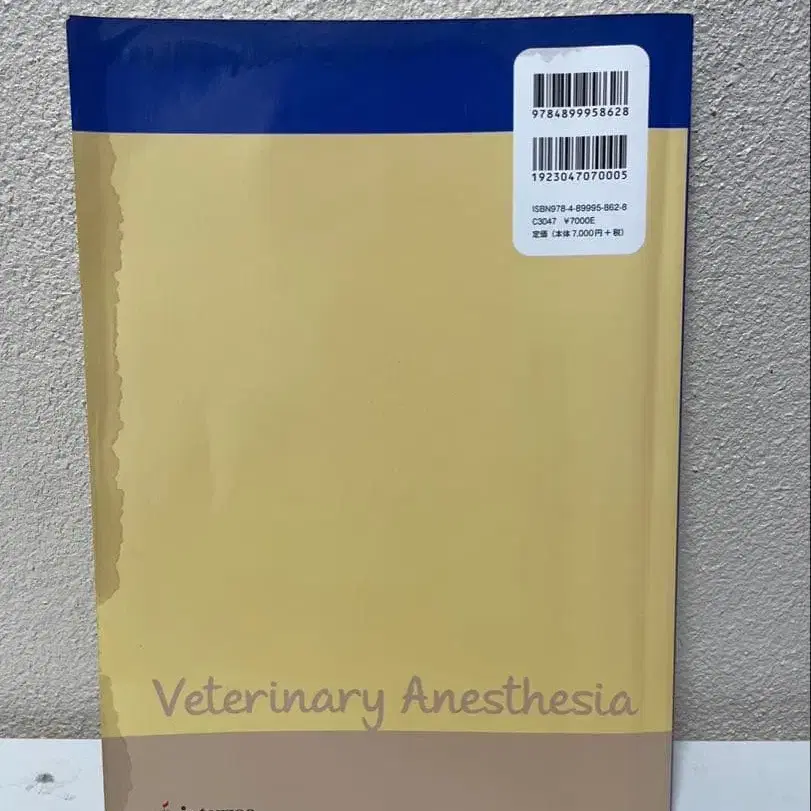 9784899958628
1923047070005
ISBN978-4-89995-862-8
C3047 ¥7000E
定価（本体7,000円+税）
Veterinary Anesthesia